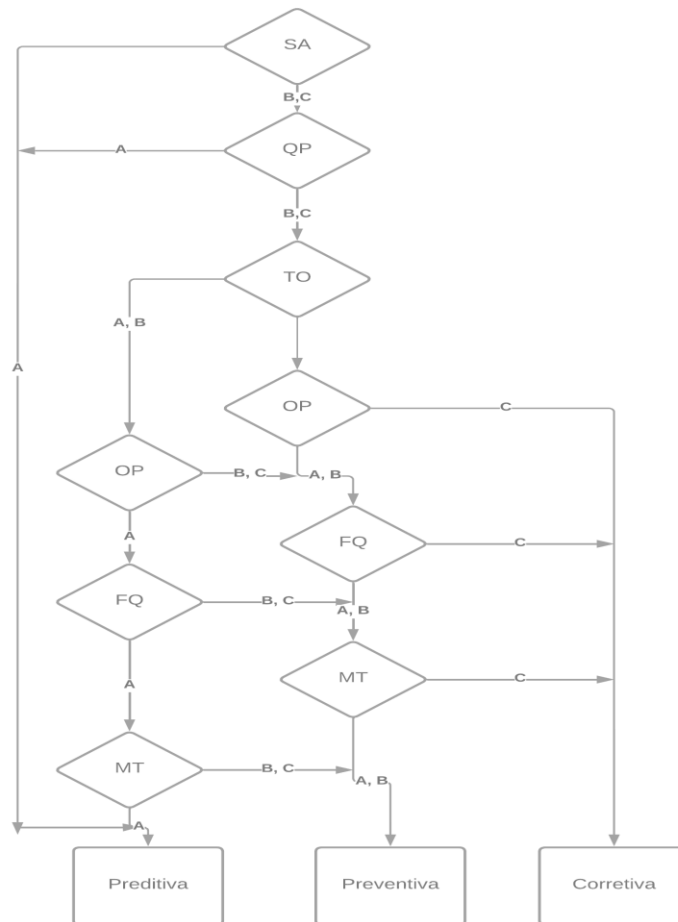 SA
B,C
QP
A
B,C
TO
A, B
A
OP
C
OP
B, C
A, B
A
FQ
C
FQ
B, C
A, B
MT
C
A
MT
B, C
A, B
A
Preditiva
Preventiva
Corretiva